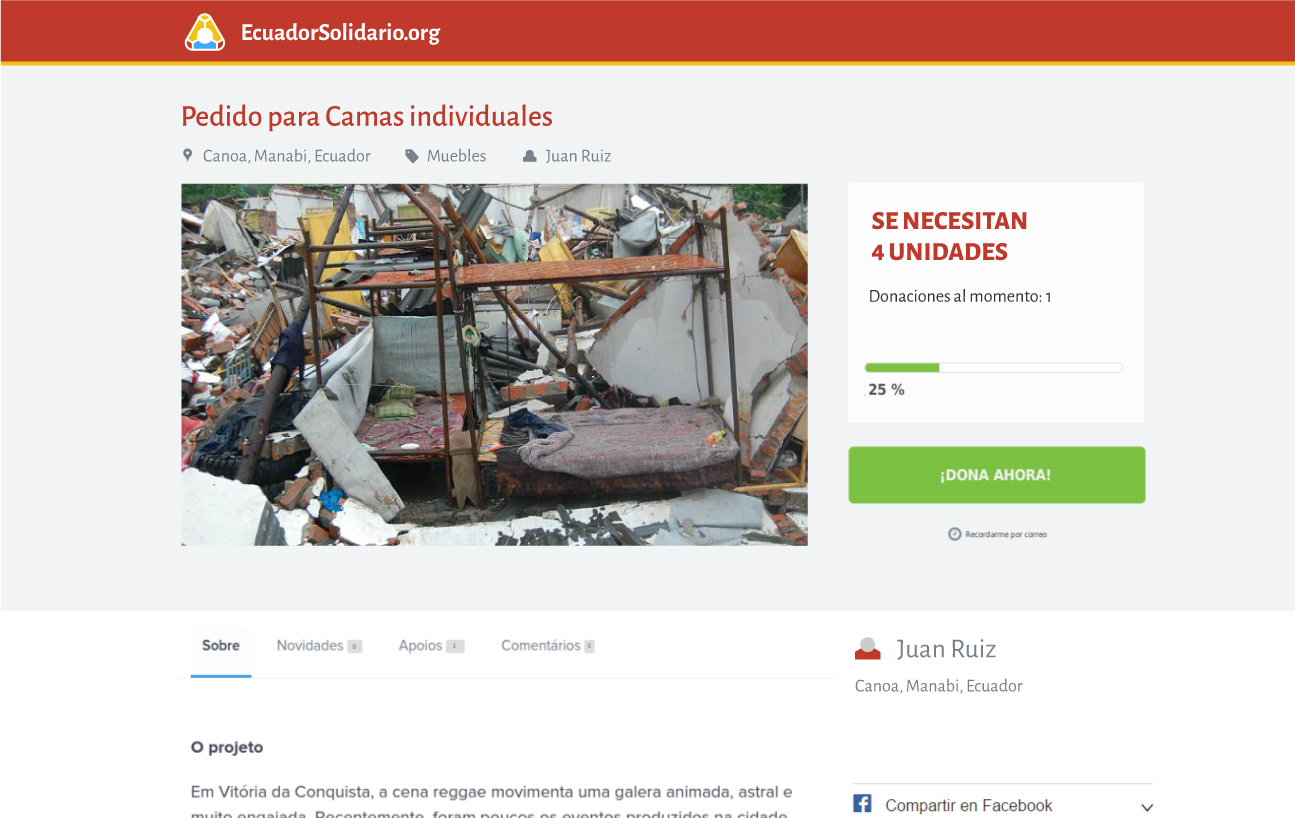 EcuadorSolidario.org
Pedido para Camas individuales
Canoa, Manabi, Ecuador Muebles Juan Ruiz
SE NECESITAN
4 UNIDADES
Donaciones al momento: 1
25 %
¡DONA AHORA!
Recordarme por correo
Sobre Novidades 0 Apoios 1 Comentários 0
Juan Ruiz
Canoa, Manabi, Ecuador
O projeto
Em Vitória da Conquista, a cena reggae movimenta uma galera animada, astral e
muito engajada. Recentemente, foram poucos os eventos produzidos na cidade
Compartir en Facebook